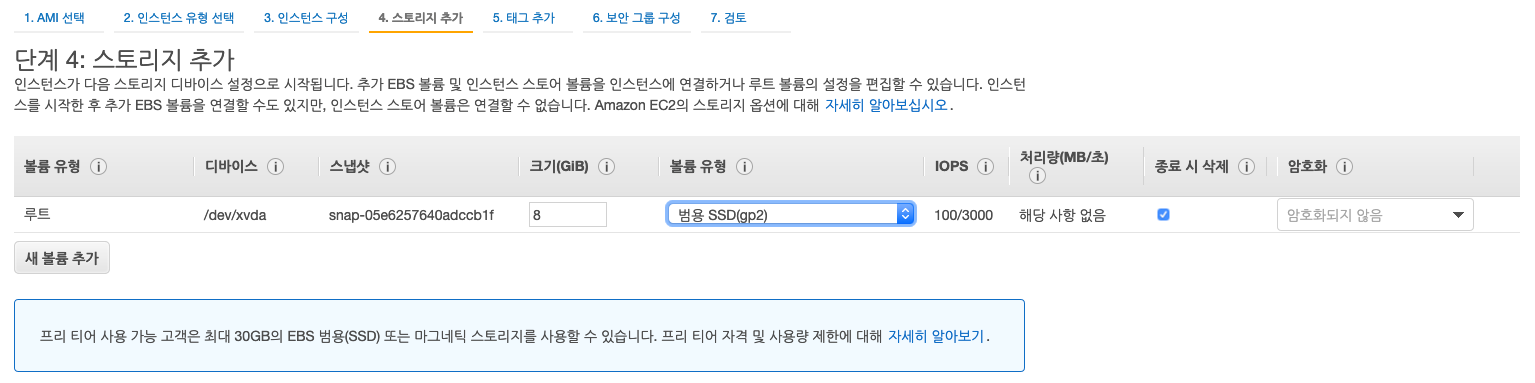 1. AMI 선택 2. 인스턴스 유형 선택 3. 인스턴스 구성 4. 스토리지 추가 5. 태그 추가 6. 보안 그룹 구성 7. 검토
단계 4: 스토리지 추가
인스턴스가 다음 스토리지 디바이스 설정으로 시작됩니다. 추가 EBS 볼륨 및 인스턴스 스토어 볼륨을 인스턴스에 연결하거나 루트 볼륨의 설정을 편집할 수 있습니다. 인스턴
스를 시작한 후 추가 EBS 볼륨을 연결할 수도 있지만, 인스턴스 스토어 볼륨은 연결할 수 없습니다. Amazon EC2의 스토리지 옵션에 대해 자세히 알아보십시오.
볼륨 유형 i 디바이스 i 스냅샷 i 크기(GiB) i 볼륨 유형 i IOPS i 처리량(MB/초) i 종료 시 삭제 i 암호화 i
루트 /dev/xvda snap-05e6257640adccb1f 8 범용 SSD(gp2) 100/3000 해당 사항 없음 암호화되지 않음
새 볼륨 추가
프리 티어 사용 가능 고객은 최대 30GB의 EBS 범용(SSD) 또는 마그네틱 스토리지를 사용할 수 있습니다. 프리 티어 자격 및 사용량 제한에 대해 자세히 알아보기.